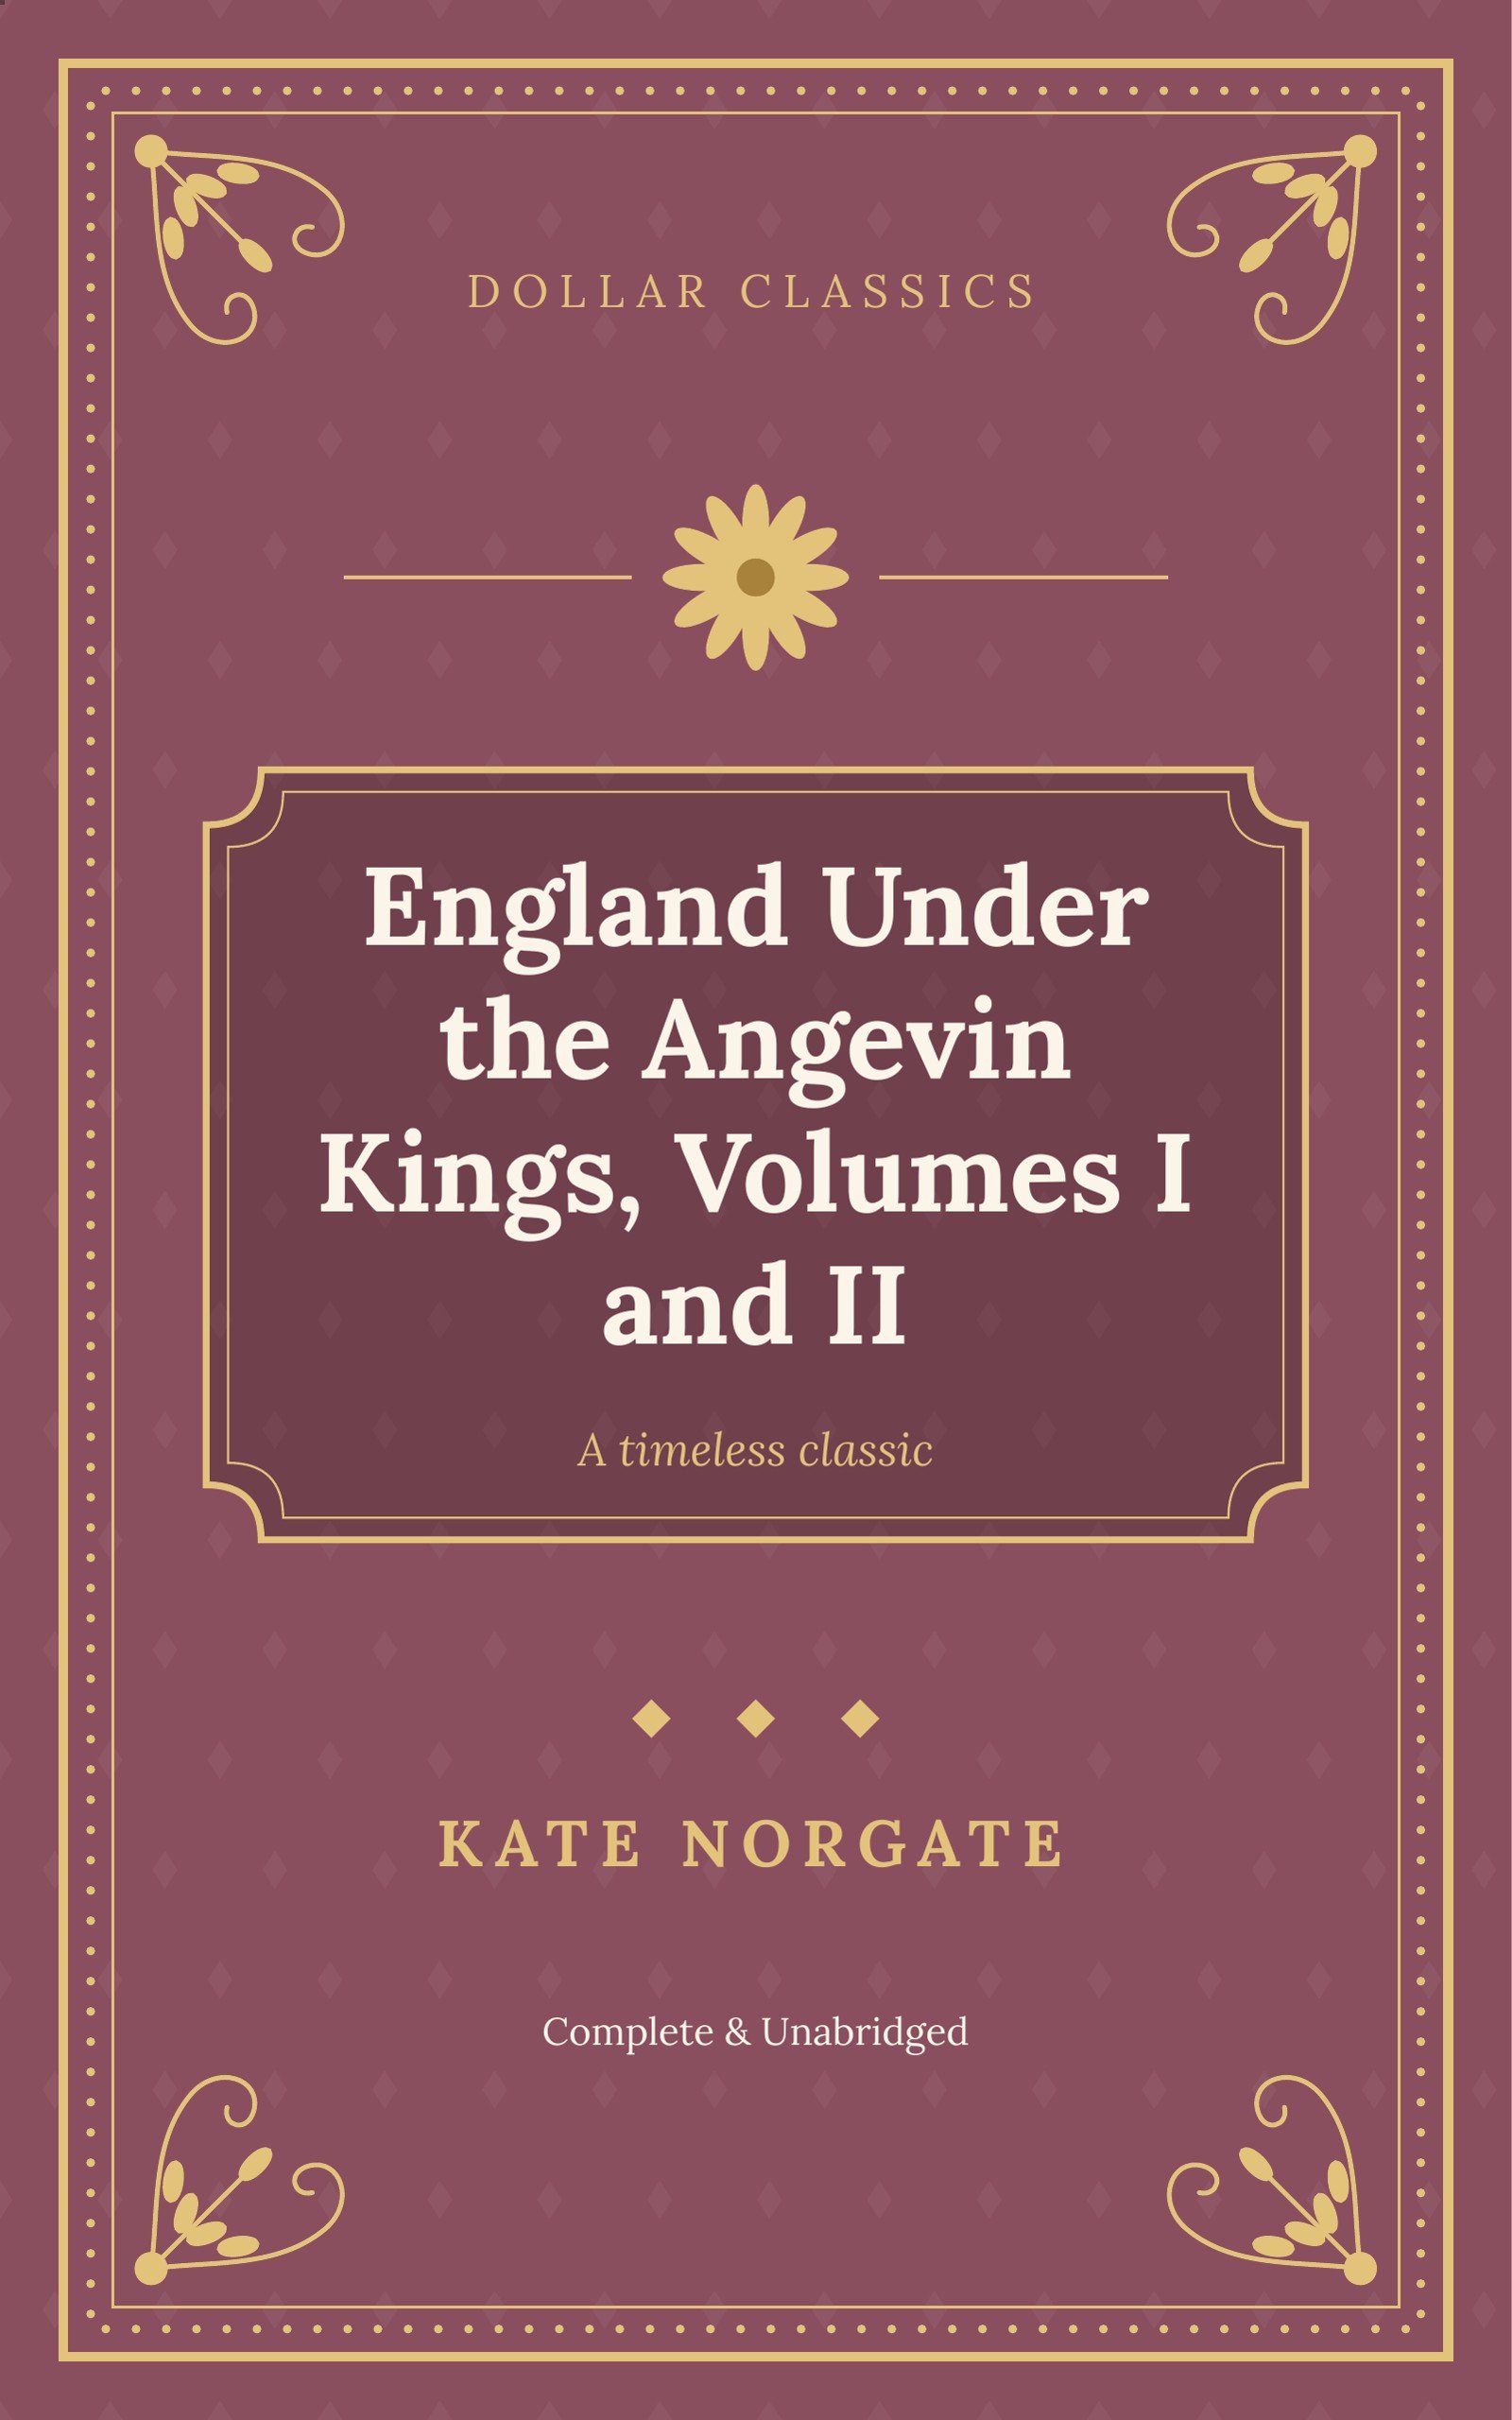 DOLLAR CLASSICS
England Under
the Angevin
Kings, Volumes I
and II
A timeless classic
KATE NORGATE
Complete & Unabridged